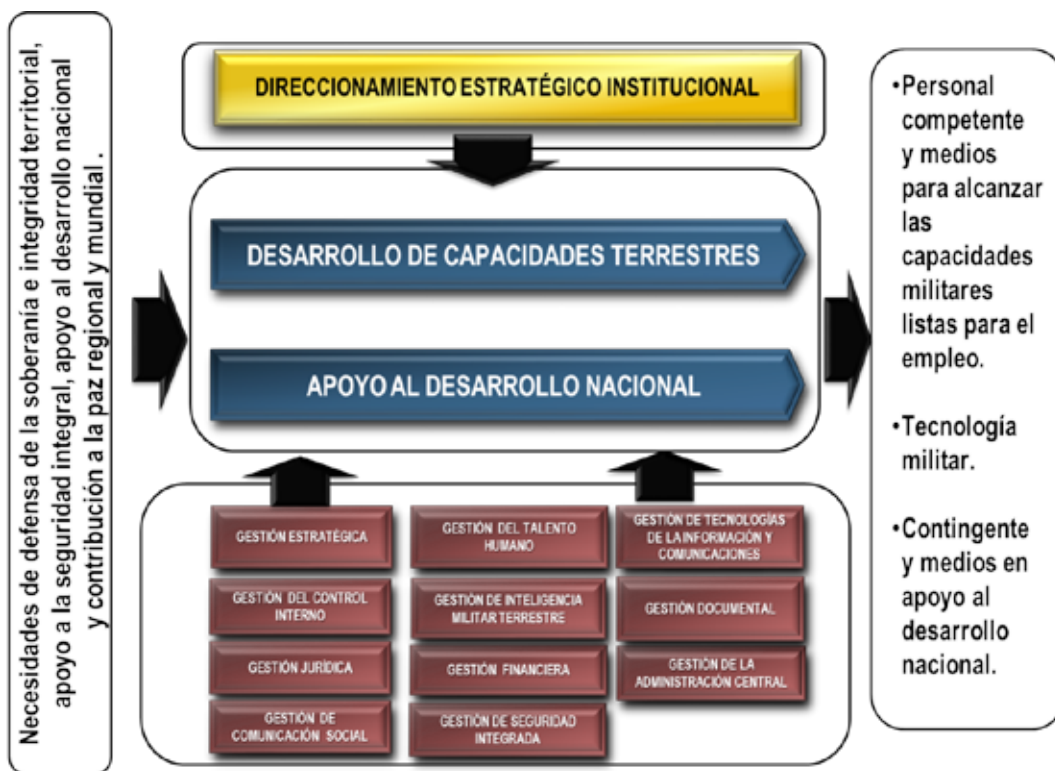 Necesidades de defensa de la soberanía e integridad territorial,
apoyo a la seguridad integral, apoyo al desarrollo nacional
y contribución a la paz regional y mundial .
DIRECCIONAMIENTO ESTRATÉGICO INSTITUCIONAL
DESARROLLO DE CAPACIDADES TERRESTRES
APOYO AL DESARROLLO NACIONAL
GESTIÓN ESTRATÉGICA
GESTIÓN DEL CONTROL
INTERNO
GESTIÓN JURÍDICA
GESTIÓN DE
COMUNICACIÓN SOCIAL
GESTIÓN DEL TALENTO
HUMANO
GESTIÓN DE INTELIGENCIA
MILITAR TERRESTRE
GESTIÓN FINANCIERA
GESTIÓN DE SEGURIDAD
INTEGRADA
GESTIÓN DE TECNOLOGÍAS
DE LA INFORMACIÓN Y
COMUNICACIONES
GESTIÓN DOCUMENTAL
GESTIÓN DE LA
ADMINISTRACIÓN CENTRAL
•Personal
competente
y medios
para alcanzar
las
capacidades
militares
listas para el
empleo.
•Tecnología
militar.
•Contingente
y medios en
apoyo al
desarrollo
nacional.